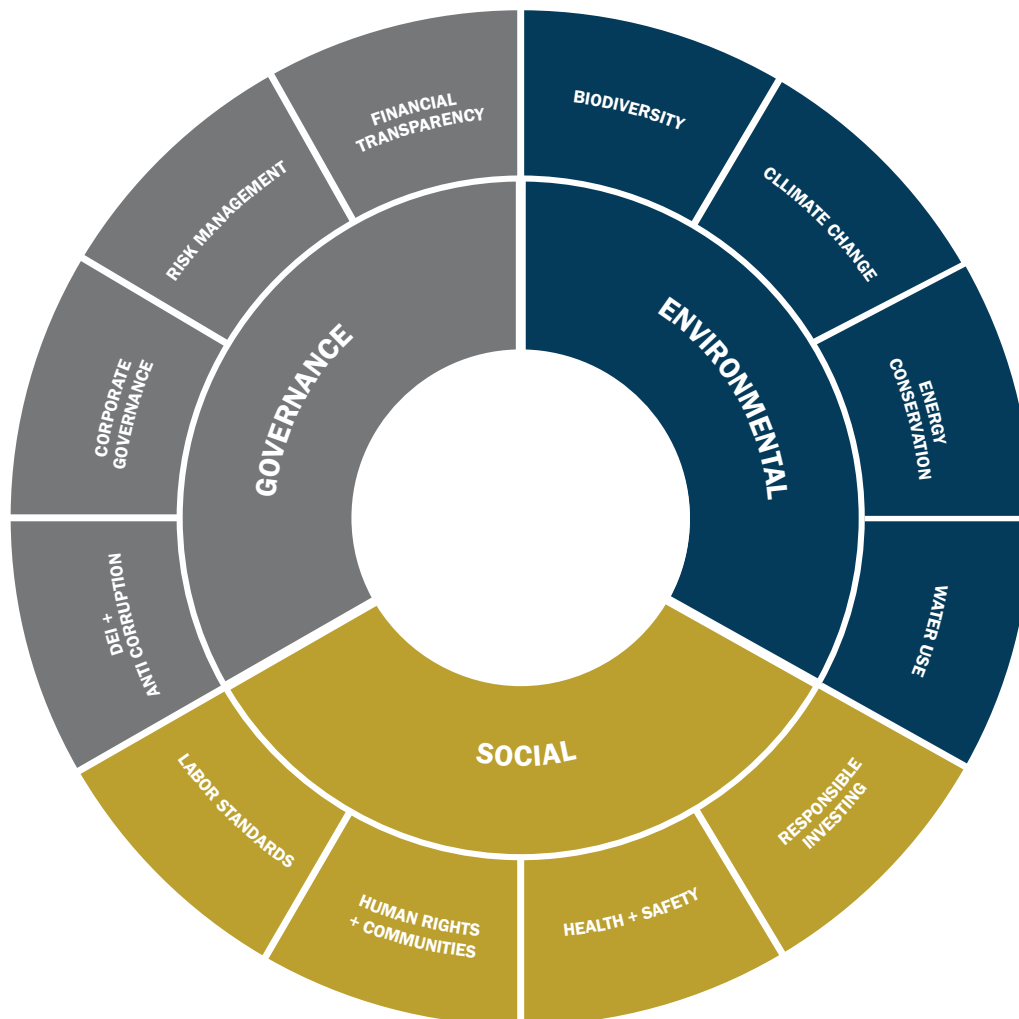 ENVIRONMENTAL
BIODIVERSITY
CLLIMATE CHANGE
ENERGY
CONSERVATION
WATER USE
SOCIAL
RESPONSIBLE
INVESTING
HEALTH + SAFETY
HUMAN RIGHTS
+ COMMUNITIES
LABOR STANDARDS
GOVERNANCE
DEI +
ANTI CORRUPTION
CORPORATE
GOVERNANCE
RISK MANAGEMENT
FINANCIAL
TRANSPARENCY